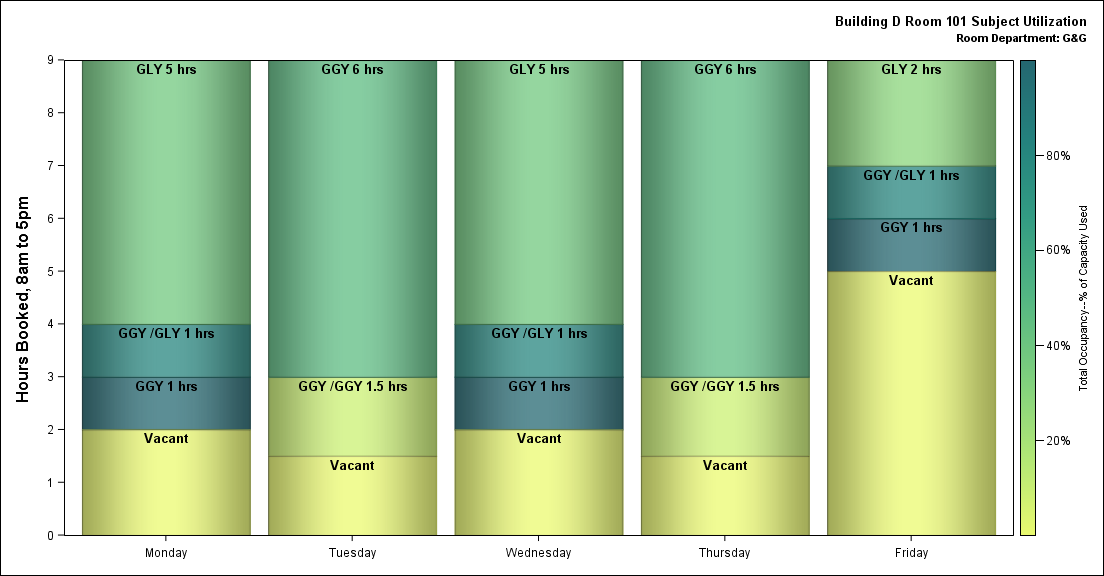 Building D Room 101 Subject Utilization
Room Department: G&G
Hours Booked, 8am to 5pm
9
8
7
6
5
4
3
2
1
0
GLY 5 hrs
GGY /GLY 1 hrs
GGY 1 hrs
Vacant
GGY 6 hrs
GGY /GGY 1.5 hrs
Vacant
GLY 5 hrs
GGY /GLY 1 hrs
GGY 1 hrs
Vacant
GGY 6 hrs
GGY /GGY 1.5 hrs
Vacant
GLY 2 hrs
GGY /GLY 1 hrs
GGY 1 hrs
Vacant
Monday
Tuesday
Wednesday
Thursday
Friday
80%
60%
40%
20%
Total Occupancy--% of Capacity Used